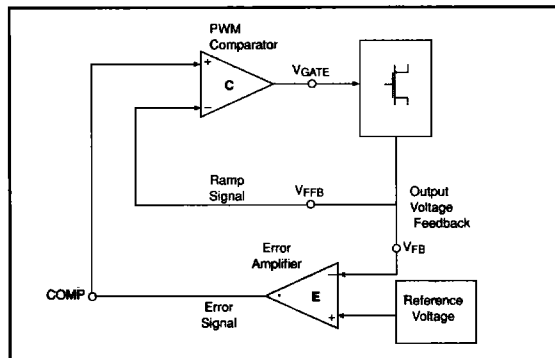 PWM
Comparator
+
C
−
VGATE
Ramp
Signal
VFFB
Output
Voltage
Feedback
VFB
Error
Amplifier
−
E
+
COMP
Error
Signal
Reference
Voltage